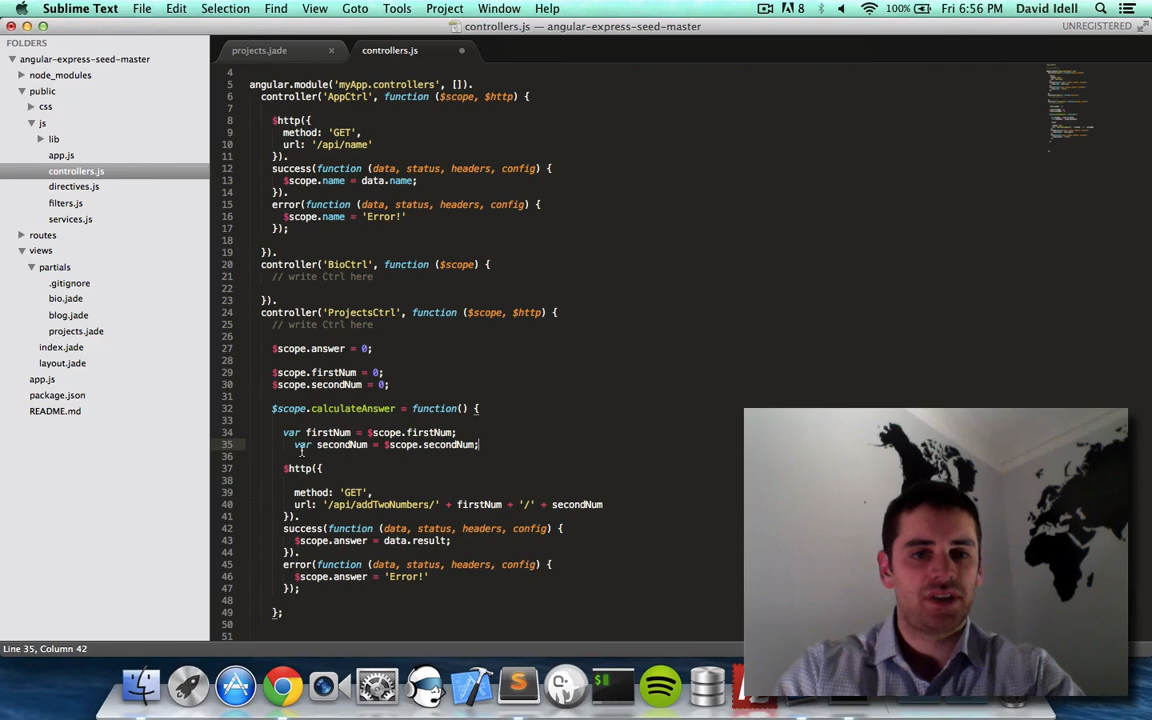 Sublime Text File Edit Selection Find View Goto Tools Project Window Help 8 100% Fri 6:56 PM David Idell
controllers.js — angular-express-seed-master UNREGISTERED
FOLDERS
angular-express-seed-master
node_modules
public
css
js
lib
app.js
controllers.js
directives.js
filters.js
services.js
routes
views
partials
.gitignore
bio.jade
blog.jade
projects.jade
index.jade
layout.jade
app.js
package.json
README.md
projects.jade × controllers.js
4
5 angular.module('myApp.controllers', []).
6 controller('AppCtrl', function ($scope, $http) {
7
8 $http({
9 method: 'GET',
10 url: '/api/name'
11 }).
12 success(function (data, status, headers, config) {
13 $scope.name = data.name;
14 }).
15 error(function (data, status, headers, config) {
16 $scope.name = 'Error!'
17 });
18
19 }).
20 controller('BioCtrl', function ($scope) {
21 // write Ctrl here
22
23 }).
24 controller('ProjectsCtrl', function ($scope, $http) {
25 // write Ctrl here
26
27 $scope.answer = 0;
28
29 $scope.firstNum = 0;
30 $scope.secondNum = 0;
31
32 $scope.calculateAnswer = function() {
33
34 var firstNum = $scope.firstNum;
35 var secondNum = $scope.secondNum;
36
37 $http({
38
39 method: 'GET',
40 url: '/api/addTwoNumbers/' + firstNum + '/' + secondNum
41 }).
42 success(function (data, status, headers, config) {
43 $scope.answer = data.result;
44 }).
45 error(function (data, status, headers, config) {
46 $scope.answer = 'Error!'
47 });
48
49 };
50
51
Line 35, Column 42